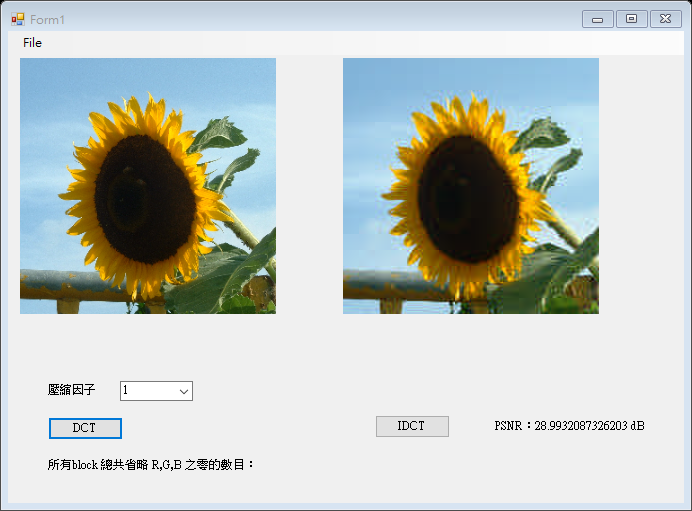 Form1
File
壓縮因子 1
DCT
IDCT
PSNR：28.9932087326203 dB
所有block 總共省略 R,G,B 之零的數目：